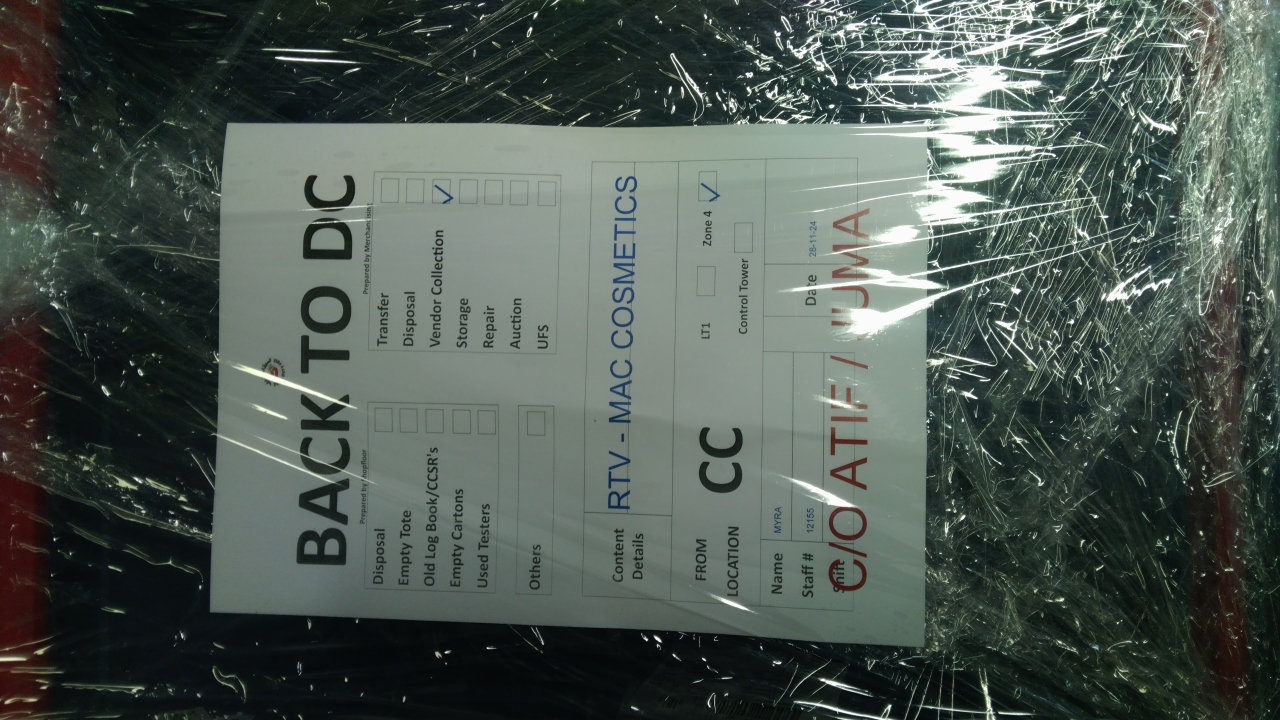 BACK TO DC
Prepared by Shopfloor
Disposal
Empty Tote
Old Log Book/CCSR's
Empty Cartons
Used Testers
Others
Prepared by Merchandiser
Transfer
Disposal
Vendor Collection
Storage
Repair
Auction
UFS
Content Details
RTV - MAC COSMETICS
FROM LOCATION
CC
LT1
Zone 4
Control Tower
Name MYRA
Staff # 12155
Date 28-11-24
Shift
C/O ATIF / JUMA